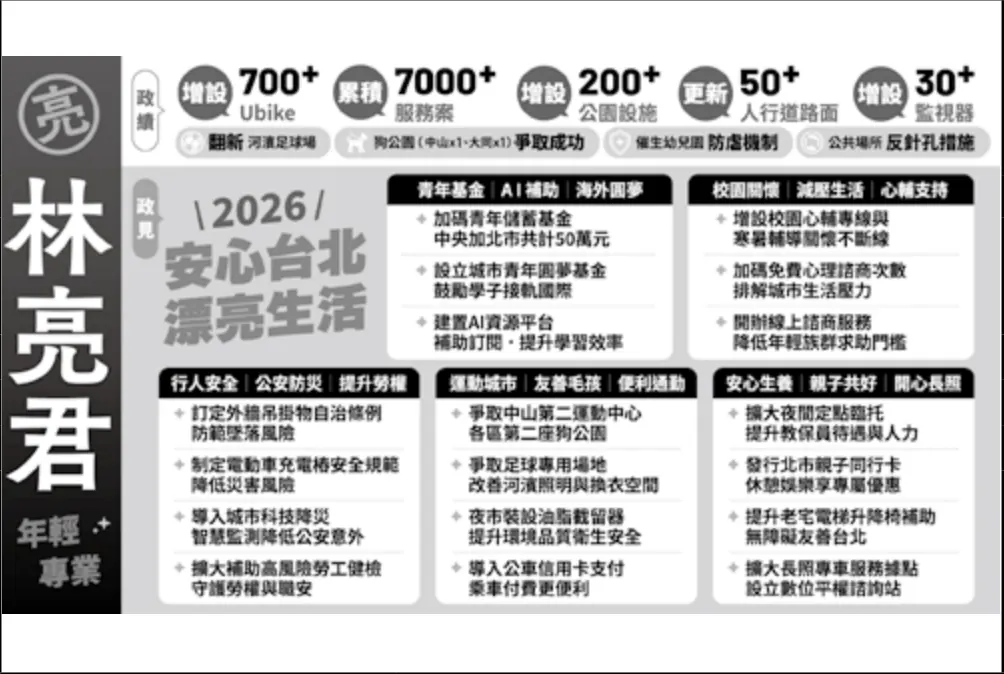 亮
林亮君
年輕
專業
政績
增設 700+ Ubike
累積 7000+ 服務案
增設 200+ 公園設施
更新 50+ 人行道路面
增設 30+ 監視器
翻新 河濱足球場
狗公園(中山x1、大同x1)爭取成功
催生幼兒園 防虐機制
公共場所 反針孔措施
政見
\ 2026 /
安心台北
漂亮生活
青年基金｜AI補助｜海外圓夢
加碼青年儲蓄基金
中央加北市共計50萬元
設立城市青年圓夢基金
鼓勵學子接軌國際
建置AI資源平台
補助訂閱・提升學習效率
校園關懷｜減壓生活｜心輔支持
增設校園心輔專線與
寒暑輔導關懷不斷線
加碼免費心理諮商次數
排解城市生活壓力
開辦線上諮商服務
降低年輕族群求助門檻
行人安全｜公安防災｜提升勞權
訂定外牆吊掛物自治條例
防範墜落風險
制定電動車充電樁安全規範
降低災害風險
導入城市科技降災
智慧監測降低公安意外
擴大補助高風險勞工健檢
守護勞權與職安
運動城市｜友善毛孩｜便利通勤
爭取中山第二運動中心
各區第二座狗公園
爭取足球專用場地
改善河濱照明與換衣空間
夜市裝設油脂截留器
提升環境品質衛生安全
導入公車信用卡支付
乘車付費更便利
安心生養｜親子共好｜開心長照
擴大夜間定點臨托
提升教保員待遇與人力
發行北市親子同行卡
休憩娛樂享專屬優惠
提升老宅電梯升降椅補助
無障礙友善台北
擴大長照專車服務據點
設立數位平權諮詢站